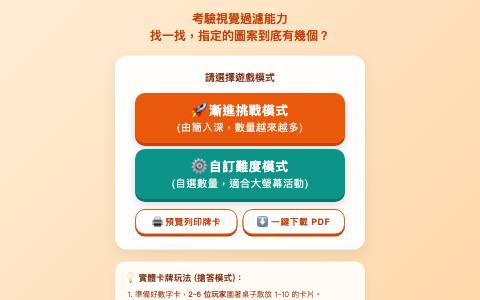 考驗視覺過濾能力
找一找，指定的圖案到底有幾個？
請選擇遊戲模式
🚀漸進挑戰模式
(由簡入深，數量越來越多)
⚙️自訂難度模式
(自選數量，適合大螢幕活動)
🖨️ 預覽列印牌卡
⬇️ 一鍵下載 PDF
💡 實體卡牌玩法 (搶答模式)：
1. 準備好數字卡，2–6 位玩家圍著桌子散放 1–10 的卡片。